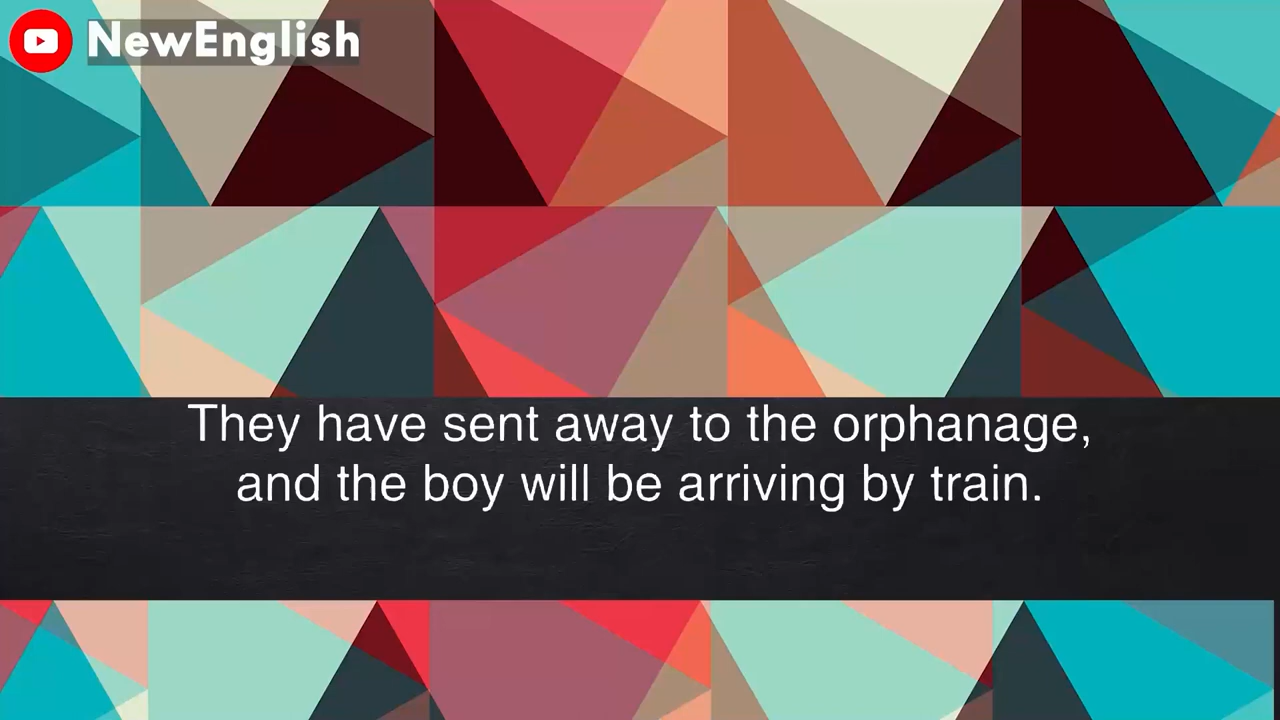 NewEnglish
They have sent away to the orphanage,
and the boy will be arriving by train.